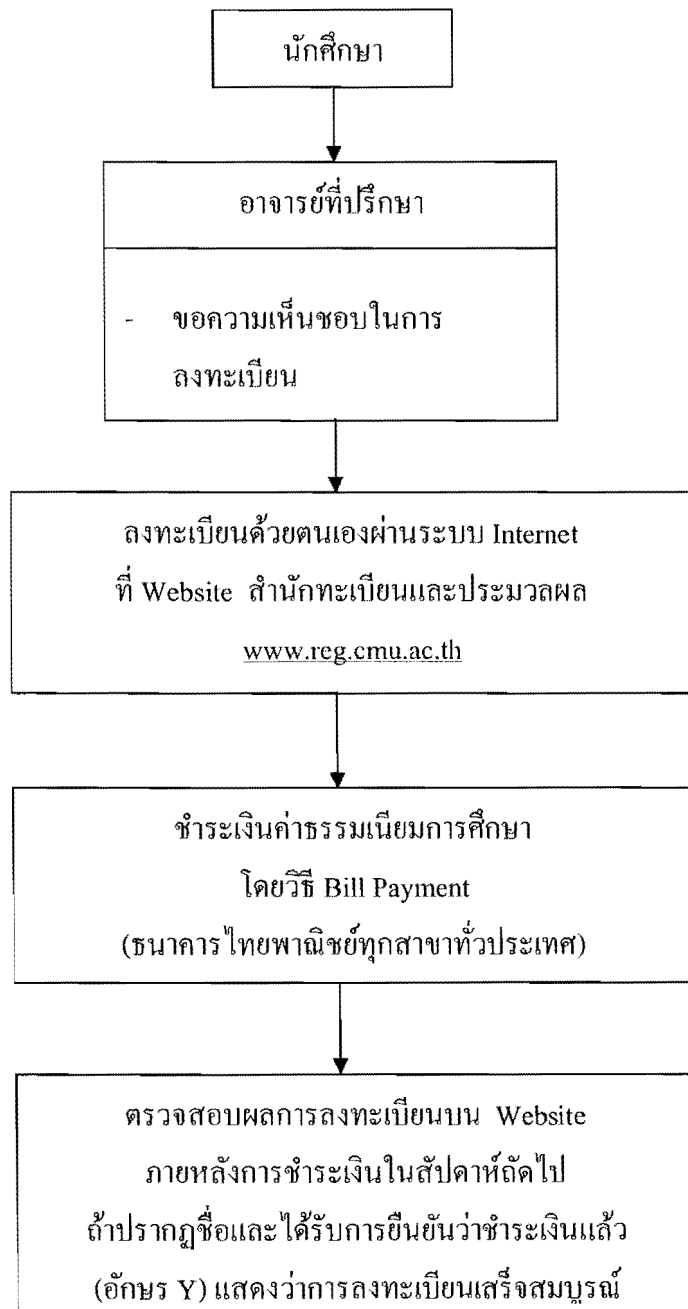 นักศึกษา
อาจารย์ที่ปรึกษา
- ขอความเห็นชอบในการ
ลงทะเบียน
ลงทะเบียนด้วยตนเองผ่านระบบ Internet
ที่ Website สำนักทะเบียนและประมวลผล
www.reg.cmu.ac.th
ชำระเงินค่าธรรมเนียมการศึกษา
โดยวิธี Bill Payment
(ธนาคารไทยพาณิชย์ทุกสาขาทั่วประเทศ)
ตรวจสอบผลการลงทะเบียนบน Website
ภายหลังการชำระเงินในสัปดาห์ถัดไป
ถ้าปรากฏชื่อและได้รับการยืนยันว่าชำระเงินแล้ว
(อักษร Y) แสดงว่าการลงทะเบียนเสร็จสมบูรณ์